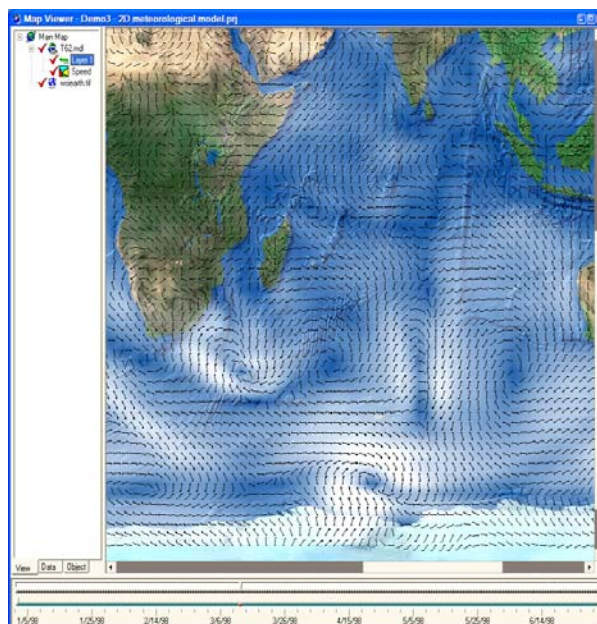 Map Viewer - Demo3 - 2D meteorological model.prj
Main Map
T62.mdl
Layer 1
Speed
worearth.tif
View Data Object
1/5/98 1/25/98 2/14/98 3/6/98 3/26/98 4/15/98 5/5/98 5/25/98 6/14/98